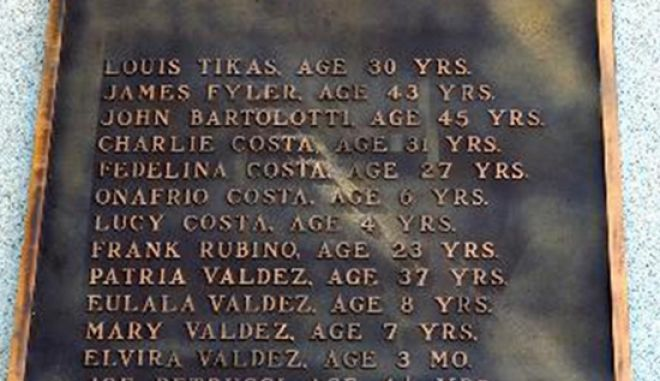 LOUIS TIKAS, AGE 30 YRS.
JAMES FYLER, AGE 43 YRS.
JOHN BARTOLOTTI, AGE 45 YRS.
CHARLIE COSTA, AGE 31 YRS.
FEDELINA COSTA, AGE 27 YRS.
ONAFRIO COSTA, AGE 6 YRS.
LUCY COSTA, AGE 4 YRS.
FRANK RUBINO, AGE 23 YRS.
PATRIA VALDEZ, AGE 37 YRS.
EULALA VALDEZ, AGE 8 YRS.
MARY VALDEZ, AGE 7 YRS.
ELVIRA VALDEZ, AGE 3 MO.
JOE PETRUCCI, AGE